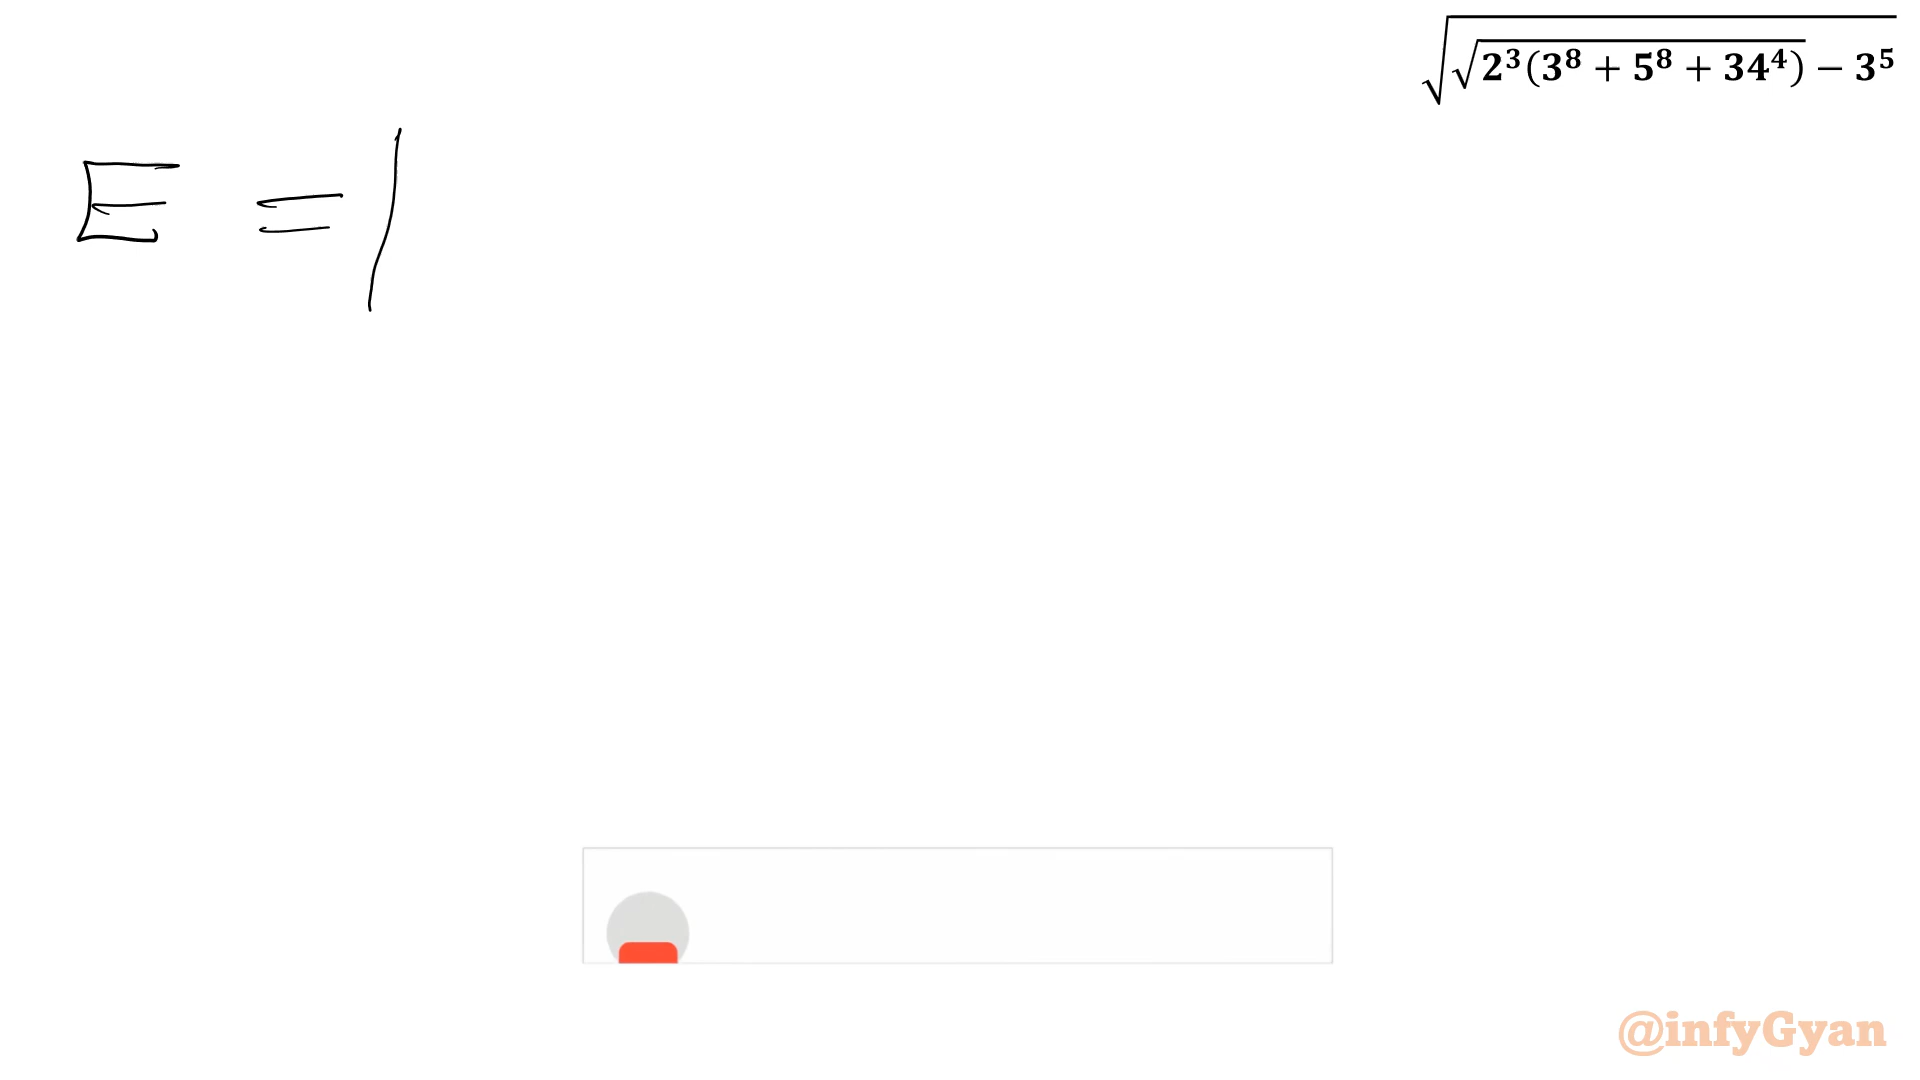 √(√(2³(3⁸ + 5⁸ + 34⁴)) − 3⁵)
E =
@infyGyan